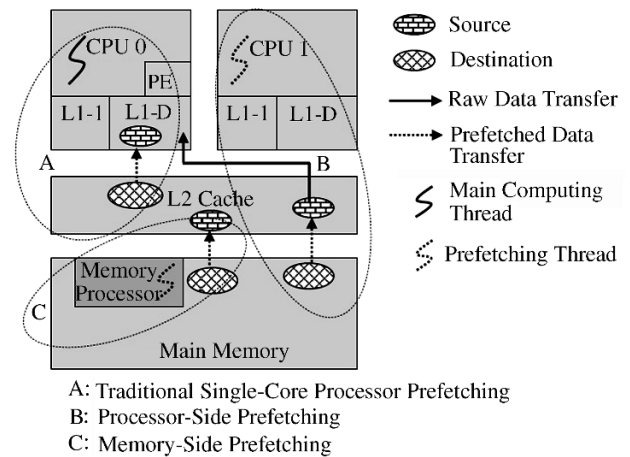 CPU 0
CPU 1
PE
L1-1
L1-D
L1-1
L1-D
A
B
L2 Cache
Memory
Processor
C
Main Memory
Source
Destination
Raw Data Transfer
Prefetched Data
Transfer
Main Computing
Thread
Prefetching Thread
A: Traditional Single-Core Processor Prefetching
B: Processor-Side Prefetching
C: Memory-Side Prefetching